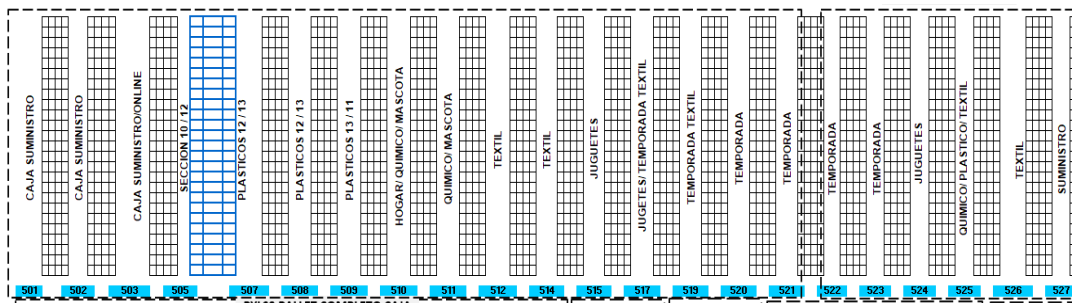 CAJA SUMINISTRO
CAJA SUMINISTRO
CAJA SUMINISTRO/ONLINE
SECCION 10 / 12
PLASTICOS 12 / 13
PLASTICOS 12 / 13
PLASTICOS 13 / 11
HOGAR/ QUIMICO/ MASCOTA
QUIMICO/ MASCOTA
TEXTIL
TEXTIL
JUGUETES
JUGETES/ TEMPORADA TEXTIL
TEMPORADA TEXTIL
TEMPORADA
TEMPORADA
TEMPORADA
TEMPORADA
JUGUETES
QUIMICO/ PLASTICO/ TEXTIL
TEXTIL
SUMINISTRO
501 502 503 505 507 508 509 510 511 512 514 515 517 519 520 521 522 523 524 525 526 527